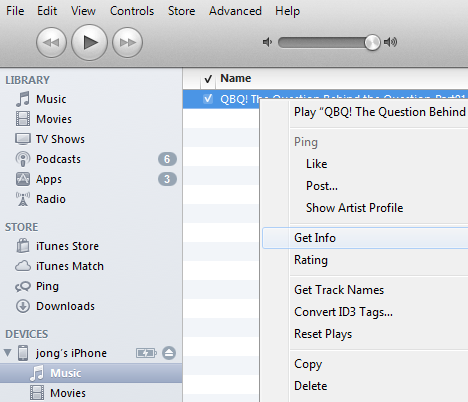 File Edit View Controls Store Advanced Help
Name
LIBRARY
Music
Movies
TV Shows
Podcasts 6
Apps 3
Radio
STORE
iTunes Store
iTunes Match
Ping
Downloads
DEVICES
jong's iPhone
Music
Movies
QBQ! The Question Behind the Question Part01
Play “QBQ! The Question Behind
Ping
Like
Post...
Show Artist Profile
Get Info
Rating
Get Track Names
Convert ID3 Tags...
Reset Plays
Copy
Delete